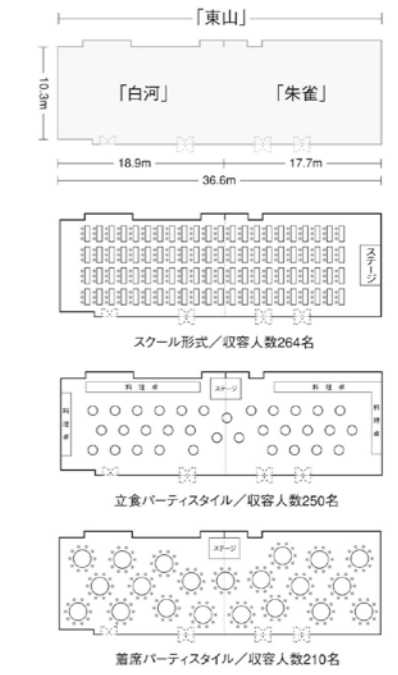 「東山」
「白河」
「朱雀」
10.3m
18.9m
17.7m
36.6m
ステージ
スクール形式／収容人数264名
料理卓
ステージ
料理卓
料理卓
料理卓
立食パーティスタイル／収容人数250名
ステージ
着席パーティスタイル／収容人数210名